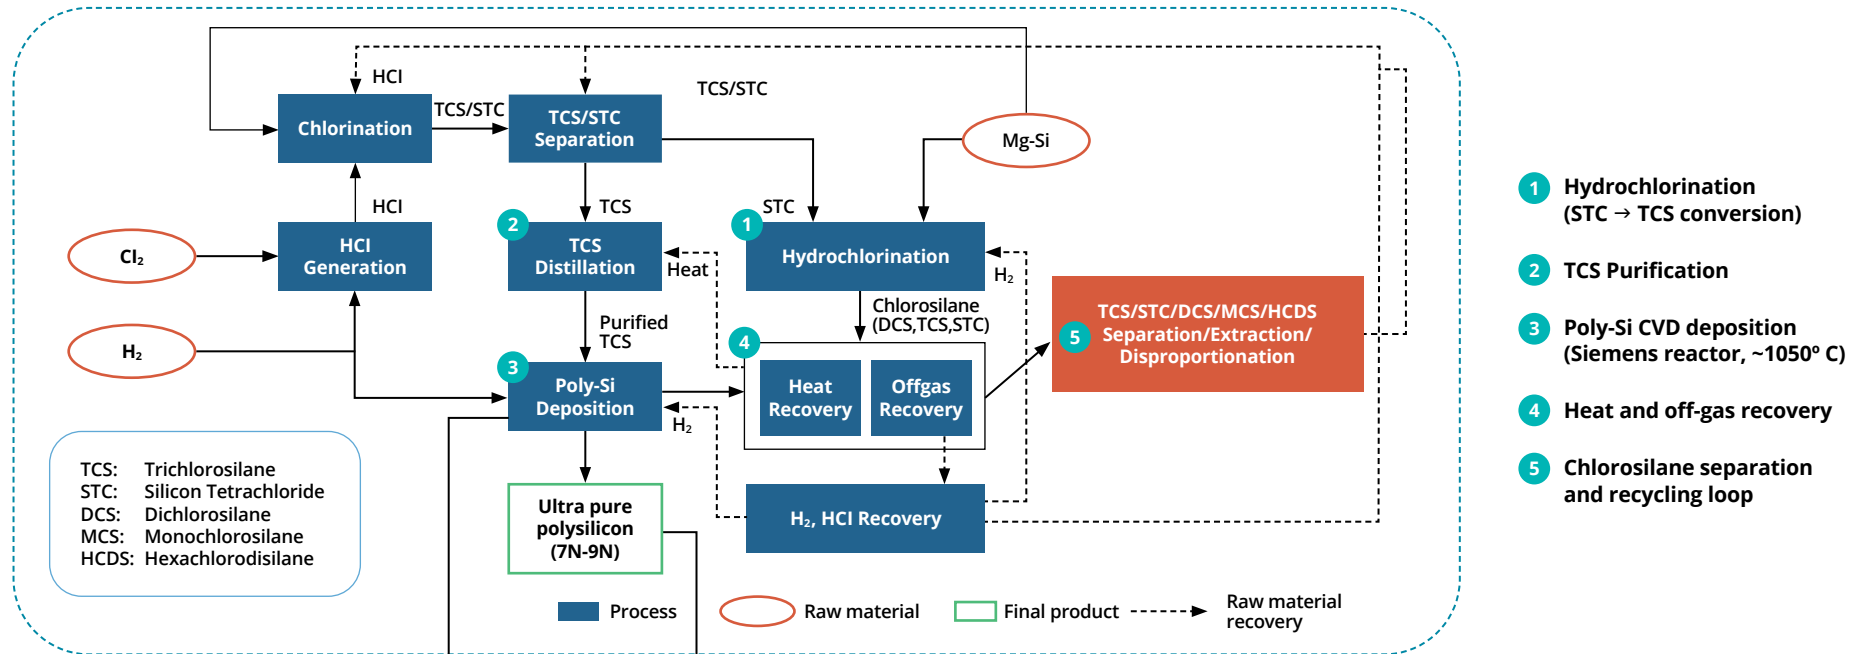 HCI
TCS/STC
Chlorination
TCS/STC
TCS/STC
Separation
Mg-Si
HCI
TCS
STC
Cl₂
HCI
Generation
2
TCS
Distillation
Heat
1
Hydrochlorination
H₂
H₂
Purified
TCS
Chlorosilane
(DCS,TCS,STC)
5
TCS/STC/DCS/MCS/HCDS
Separation/Extraction/
Disproportionation
3
Poly-Si
Deposition
H₂
4
Heat
Recovery
Offgas
Recovery
H₂, HCI Recovery
Ultra pure
polysilicon
(7N-9N)
TCS: Trichlorosilane
STC: Silicon Tetrachloride
DCS: Dichlorosilane
MCS: Monochlorosilane
HCDS: Hexachlorodisilane
Process
Raw material
Final product
Raw material
recovery
1 Hydrochlorination
(STC → TCS conversion)
2 TCS Purification
3 Poly-Si CVD deposition
(Siemens reactor, ~1050º C)
4 Heat and off-gas recovery
5 Chlorosilane separation
and recycling loop